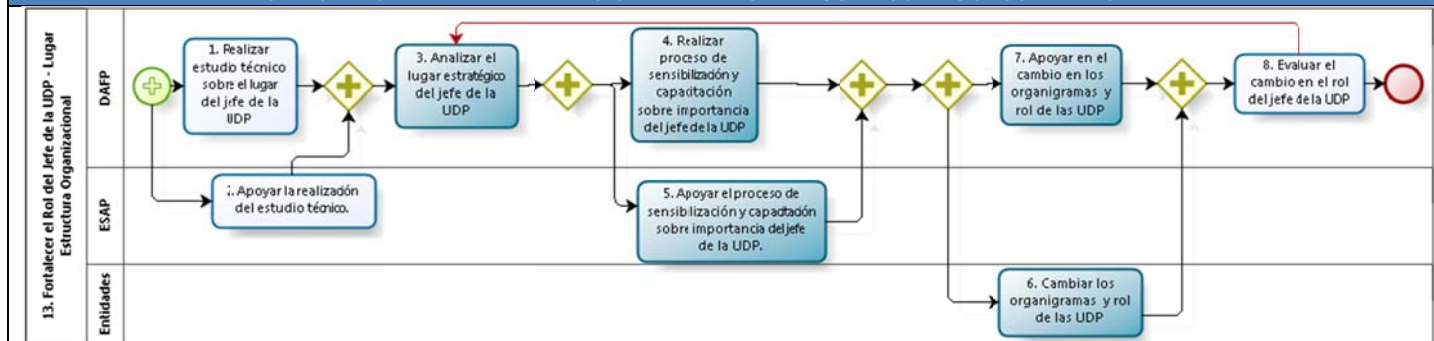 13. Fortalecer el Rol del Jefe de la UDP - Lugar
Estructura Organizacional
DAFP
1. Realizar
estudio técnico
sobre el lugar
del jefe de la
UDP
3. Analizar el
lugar estratégico
del jefe de la
UDP
4. Realizar
proceso de
sensibilización y
capacitación
sobre importancia
del jefe de la UDP
7. Apoyar en el
cambio en los
organigramas y
rol de las UDP
8. Evaluar el
cambio en el rol
del jefe de la UDP
ESAP
2. Apoyar la realización
del estudio técnico.
5. Apoyar el proceso de
sensibilización y capacitación
sobre importancia del jefe
de la UDP.
Entidades
6. Cambiar los
organigramas y rol
de las UDP